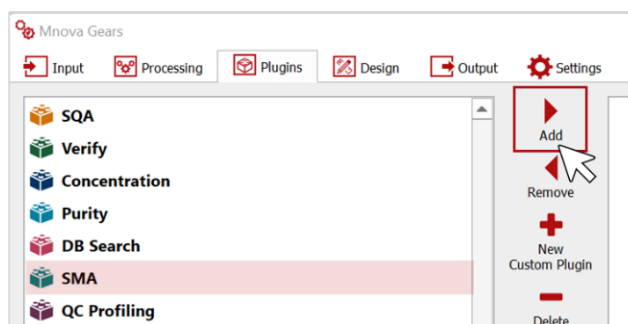 Mnova Gears
Input
Processing
Plugins
Design
Output
Settings
SQA
Verify
Concentration
Purity
DB Search
SMA
QC Profiling
Add
Remove
New
Custom Plugin
Delete